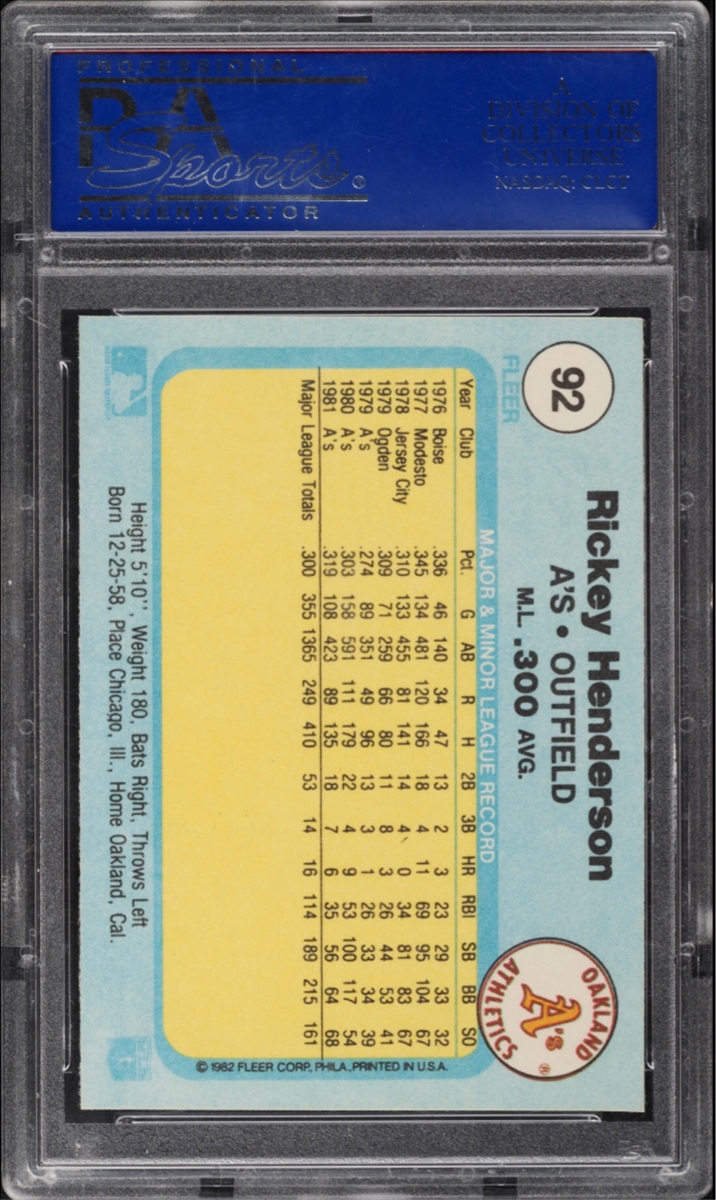 PROFESSIONAL
PSA
Sports®
AUTHENTICATOR
A
DIVISION OF
COLLECTORS
UNIVERSE
NASDAQ: CLCT
92
FLEER
Rickey Henderson
A'S • OUTFIELD
M.L. .300 AVG.
OAKLAND
A's
ATHLETICS
®
MAJOR & MINOR LEAGUE RECORD
Year Club Pct. G AB R H 2B 3B HR RBI SB BB SO
1976 Boise .336 46 140 34 47 13 2 3 23 29 33 32
1977 Modesto .345 134 481 120 166 18 4 11 69 95 104 67
1978 Jersey City .310 133 455 81 141 14 4 0 34 81 83 67
1979 Ogden .309 71 259 66 80 11 8 3 26 44 53 41
1979 A's .274 89 351 49 96 13 3 1 26 33 34 39
1980 A's .303 158 591 111 179 22 4 9 53 100 117 54
1981 A's .319 108 423 89 135 18 7 6 35 56 64 68
Major League Totals .300 355 1365 249 410 53 14 16 114 189 215 161
© 1982 FLEER CORP., PHILA., PRINTED IN U.S.A.
Height 5'10'', Weight 180, Bats Right, Throws Left
Born 12-25-58, Place Chicago, Ill., Home Oakland, Cal.